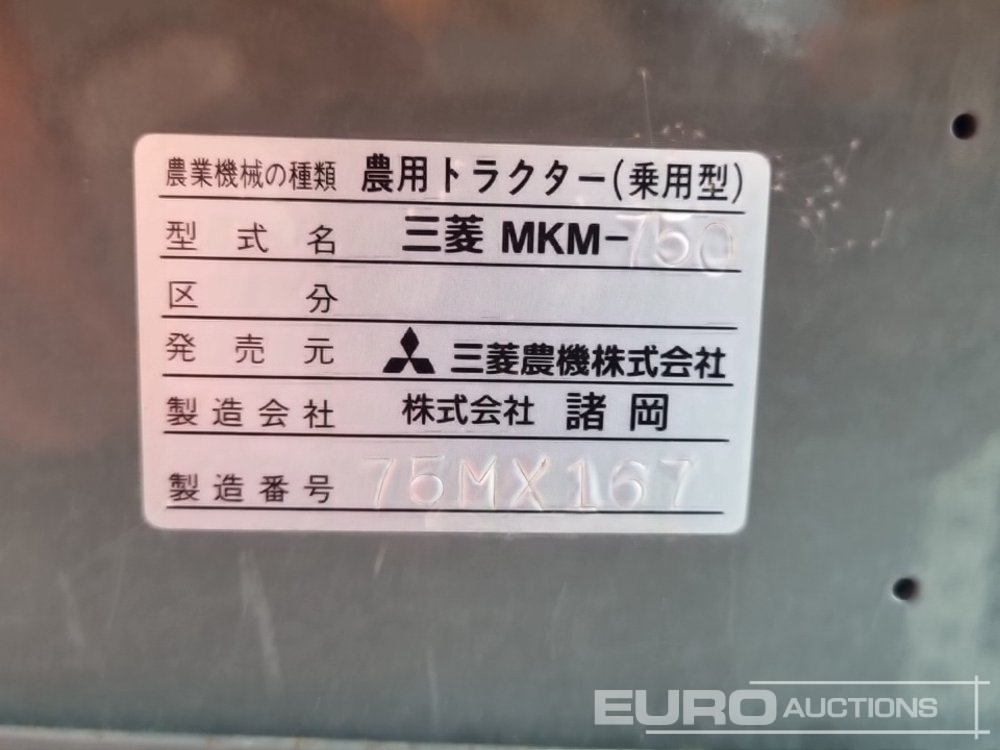 農業機械の種類 農用トラクター(乗用型)
型式名 三菱 MKM-750
区分
発売元 三菱農機株式会社
製造会社 株式会社 諸岡
製造番号 75MX167
EURO AUCTIONS